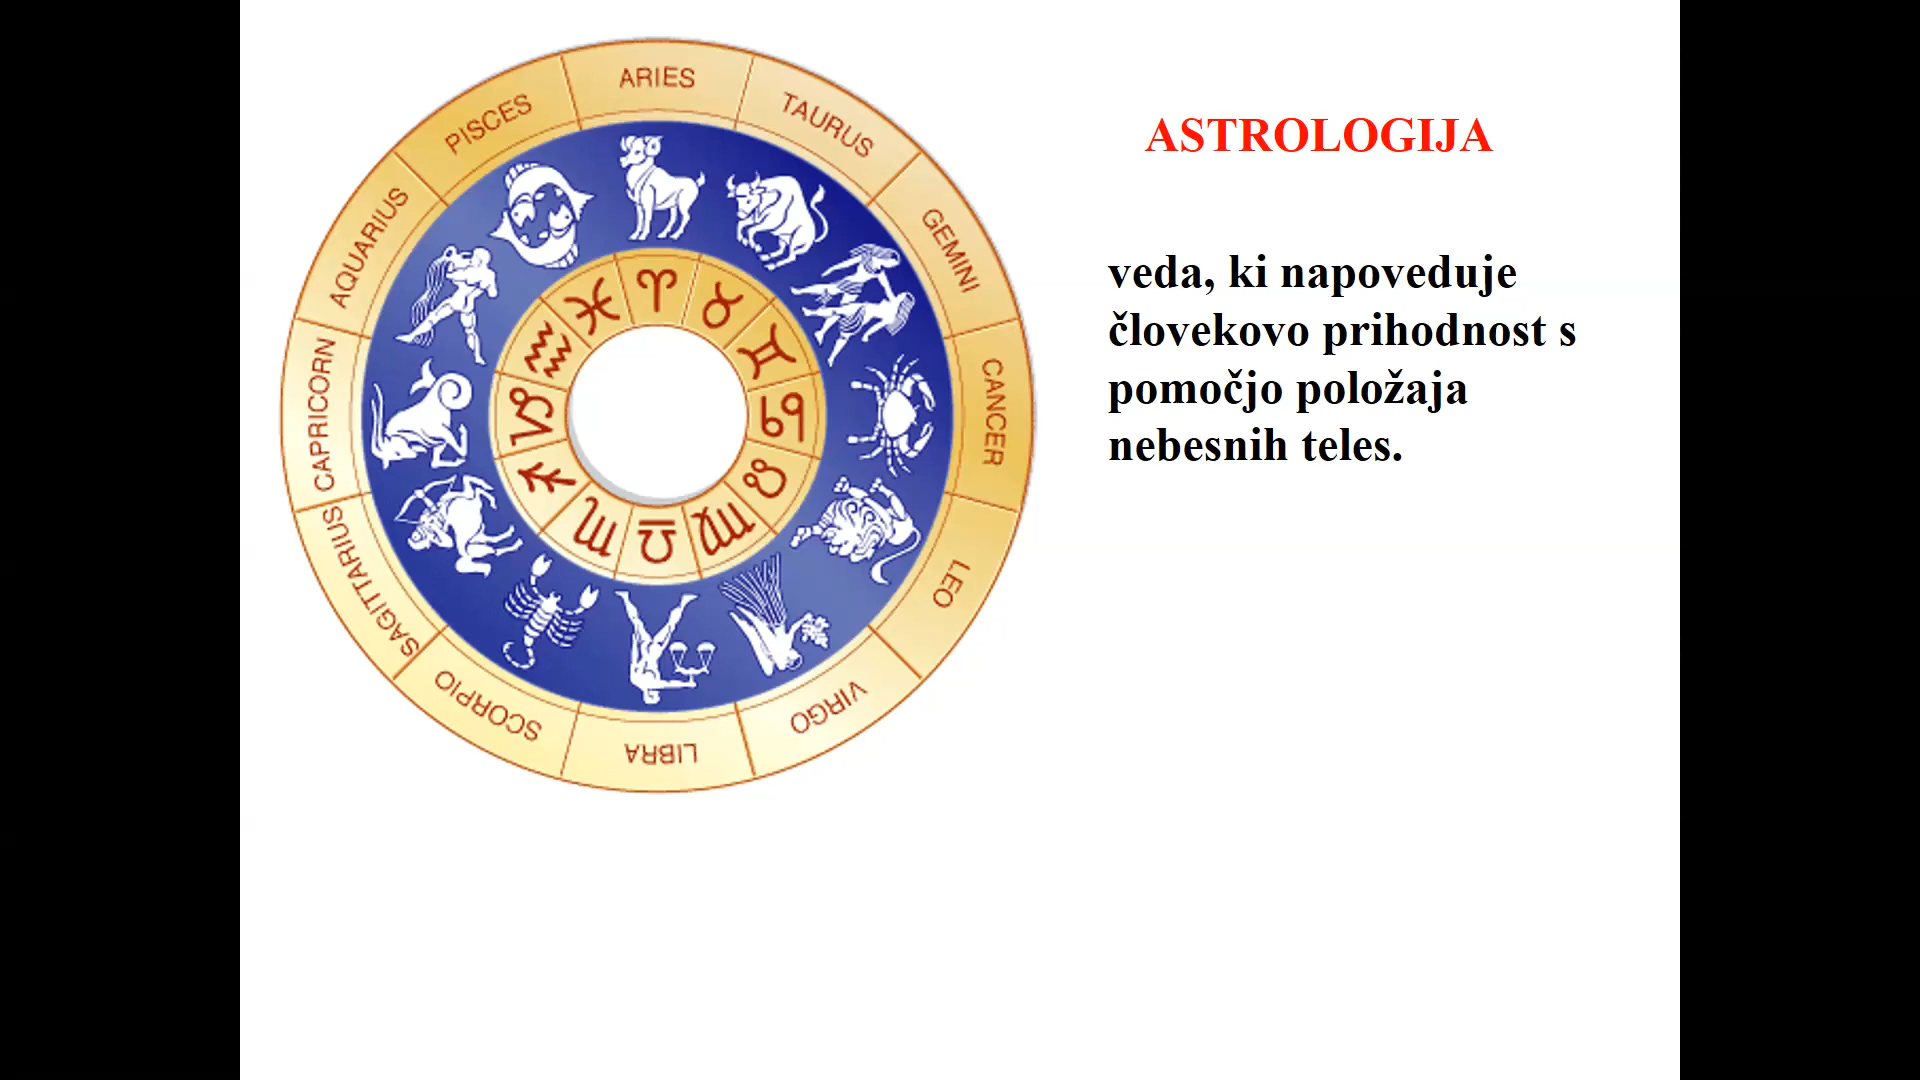 ARIES
TAURUS
GEMINI
CANCER
LEO
VIRGO
LIBRA
SCORPIO
SAGITTARIUS
CAPRICORN
AQUARIUS
PISCES
ASTROLOGIJA
veda, ki napoveduje
človekovo prihodnost s
pomočjo položaja
nebesnih teles.